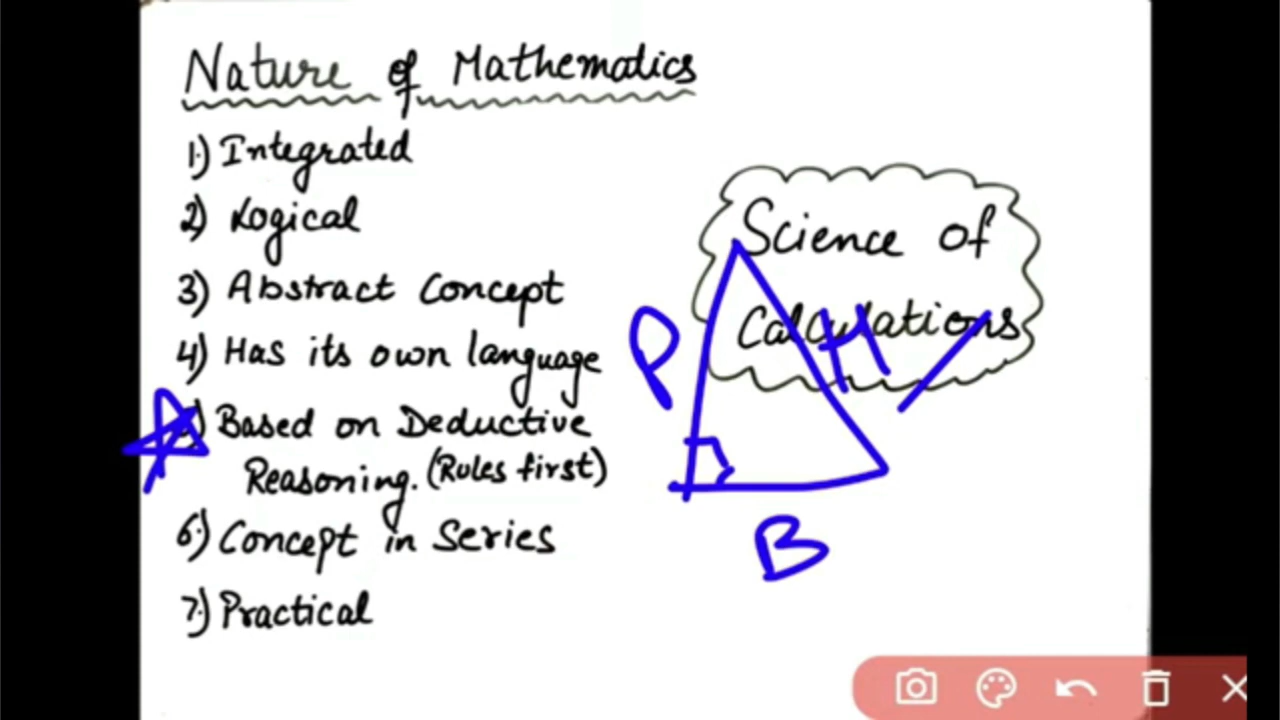 Nature of Mathematics
1.) Integrated
2.) Logical
3) Abstract Concept
4) Has its own language
) Based on Deductive
Reasoning. (Rules first)
6.) Concept in Series
7.) Practical
Science of
Calculations
P
H
B